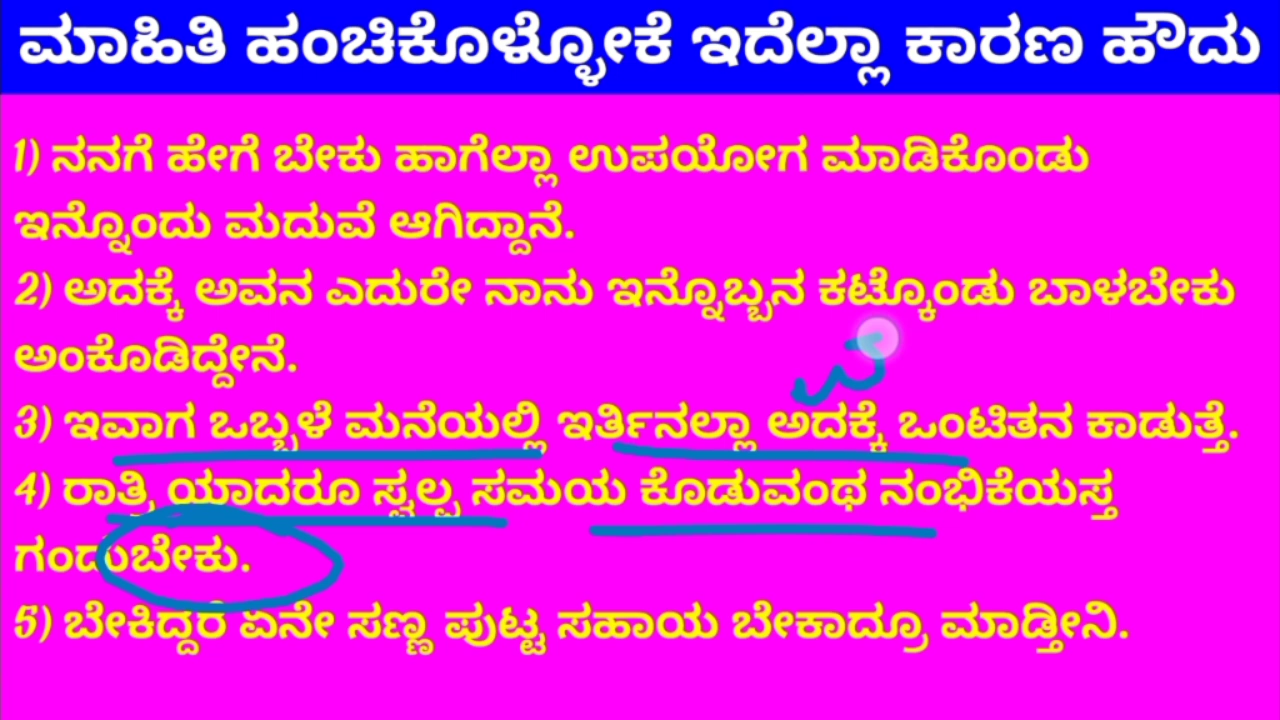 ಮಾಹಿತಿ ಹಂಚಿಕೊಳ್ಳೋಕೆ ಇದೆಲ್ಲಾ ಕಾರಣ ಹೌದು
1) ನನಗೆ ಹೇಗೆ ಬೇಕು ಹಾಗೆಲ್ಲಾ ಉಪಯೋಗ ಮಾಡಿಕೊಂಡು
ಇನ್ನೊಂದು ಮದುವೆ ಆಗಿದ್ದಾನೆ.
2) ಅದಕ್ಕೆ ಅವನ ಎದುರೇ ನಾನು ಇನ್ನೊಬ್ಬನ ಕಟ್ಕೊಂಡು ಬಾಳಬೇಕು
ಅಂಕೊಡಿದ್ದೇನೆ.
3) ಇವಾಗ ಒಬ್ಬಳೆ ಮನೆಯಲ್ಲಿ ಇರ್ತಿನಲ್ಲಾ ಅದಕ್ಕೆ ಒಂಟಿತನ ಕಾಡುತ್ತೆ.
4) ರಾತ್ರಿ ಯಾದರೂ ಸ್ವಲ್ಪ ಸಮಯ ಕೊಡುವಂಥ ನಂಭಿಕೆಯಸ್ತ
ಗಂದುಬೇಕು.
5) ಬೇಕಿದ್ದರೆ ಏನೇ ಸಣ್ಣ ಪುಟ್ಟ ಸಹಾಯ ಬೇಕಾದ್ರೂ ಮಾಡ್ತೀನಿ.